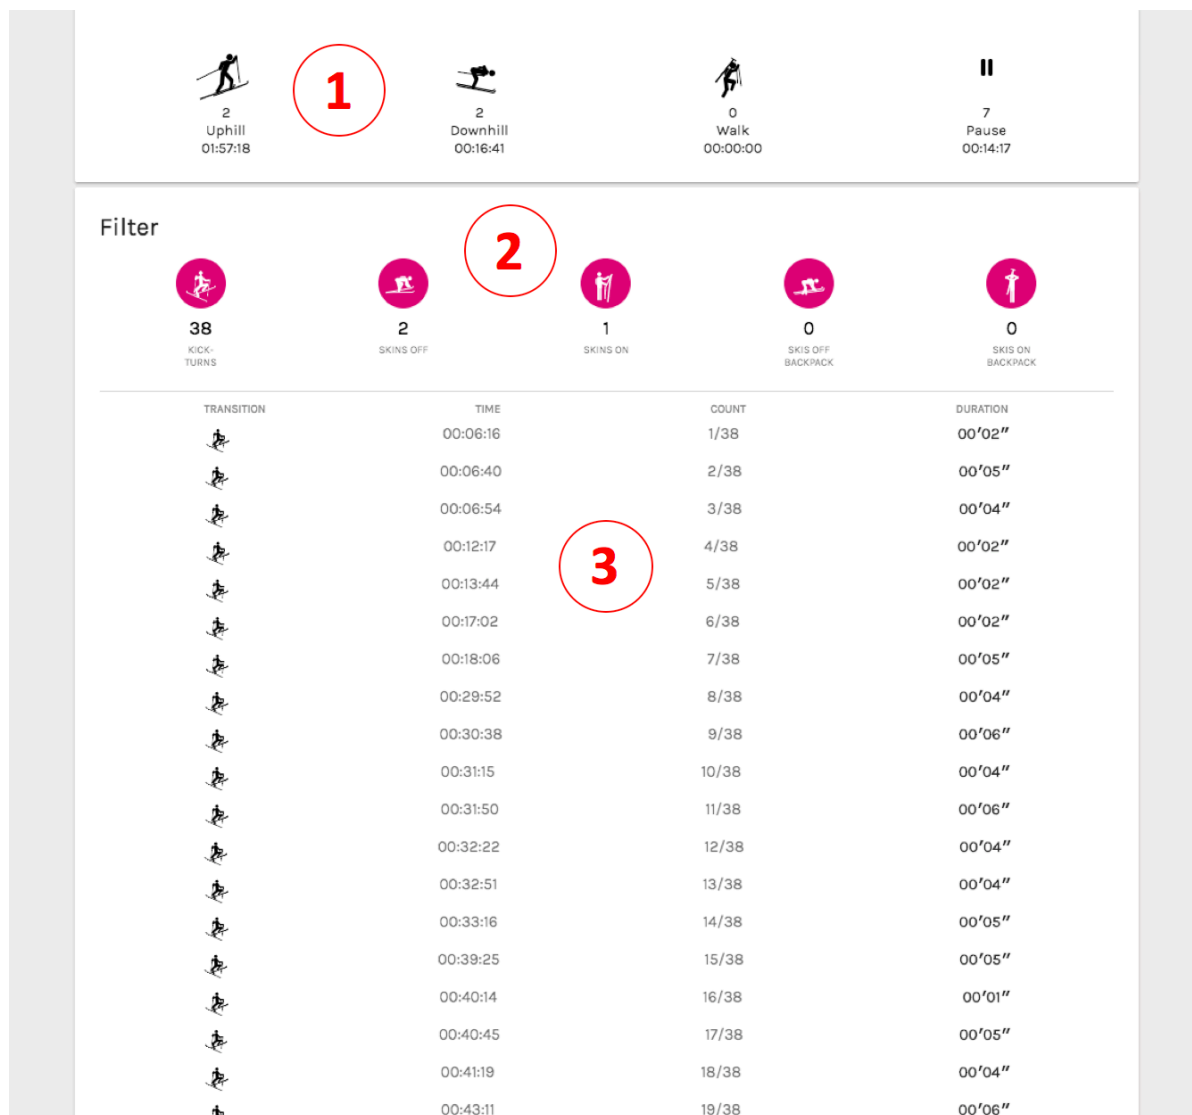 1
2 2 0 7
Uphill Downhill Walk Pause
01:57:18 00:16:41 00:00:00 00:14:17
Filter
2
38 2 1 0 0
KICK- SKINS OFF SKINS ON SKIS OFF SKIS ON
TURNS BACKPACK BACKPACK
TRANSITION TIME COUNT DURATION
00:06:16 1/38 00'02"
00:06:40 2/38 00'05"
00:06:54 3/38 00'04"
00:12:17 4/38 00'02"
3
00:13:44 5/38 00'02"
00:17:02 6/38 00'02"
00:18:06 7/38 00'05"
00:29:52 8/38 00'04"
00:30:38 9/38 00'06"
00:31:15 10/38 00'04"
00:31:50 11/38 00'06"
00:32:22 12/38 00'04"
00:32:51 13/38 00'04"
00:33:16 14/38 00'05"
00:39:25 15/38 00'05"
00:40:14 16/38 00'01"
00:40:45 17/38 00'05"
00:41:19 18/38 00'04"
00:43:11 19/38 00'06"